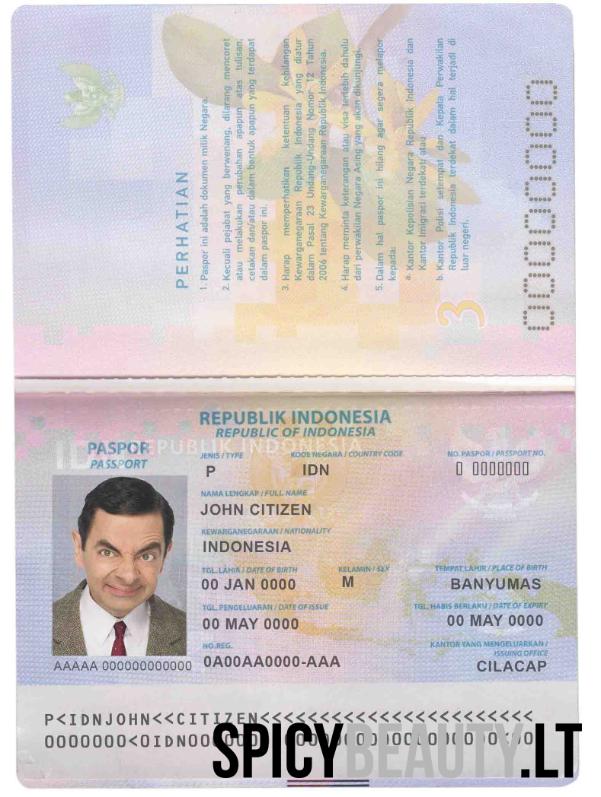 PERHATIAN
1. Paspor ini adalah dokumen milik Negara.
2. Kecuali pejabat yang berwenang, dilarang mencoret
atau melakukan perubahan apapun atas tulisan,
cetakan dan/atau dalam bentuk apapun yang terdapat
dalam paspor ini.
3. Harap memperhatikan ketentuan kehilangan
Kewarganegaraan Republik Indonesia yang diatur
dalam Pasal 23 Undang-Undang Nomor 12 Tahun
2006 tentang Kewarganegaraan Republik Indonesia.
4. Harap meminta keterangan atau visa terlebih dahulu
dari perwakilan Negara Asing yang akan dikunjungi.
5. Dalam hal paspor ini hilang agar segera melapor
kepada:
a. Kantor Kepolisian Negara Republik Indonesia dan
Kantor Imigrasi terdekat; atau
b. Kantor Polisi setempat dan Kepala Perwakilan
Republik Indonesia terdekat dalam hal terjadi di
luar negeri.
3
REPUBLIK INDONESIA
REPUBLIC OF INDONESIA
REPUBLIK INDONESIA
PASPOR
PASSPORT
JENIS / TYPE KODE NEGARA / COUNTRY CODE NO. PASPOR / PASSPORT NO.
P IDN 0 0000000
NAMA LENGKAP / FULL NAME
JOHN CITIZEN
KEWARGANEGARAAN / NATIONALITY
INDONESIA
TGL. LAHIR / DATE OF BIRTH KELAMIN / SEX TEMPAT LAHIR / PLACE OF BIRTH
00 JAN 0000 M BANYUMAS
TGL. PENGELUARAN / DATE OF ISSUE TGL. HABIS BERLAKU / DATE OF EXPIRY
00 MAY 0000 00 MAY 0000
NO. REG. KANTOR YANG MENGELUARKAN /
ISSUING OFFICE
0A00AA0000-AAA CILACAP
AAAAA 000000000000
P<IDNJOHN<<CITIZEN<<<<<<<<<<<<<<<<<<<<<<<<<
SPICYBEAUTY.LT